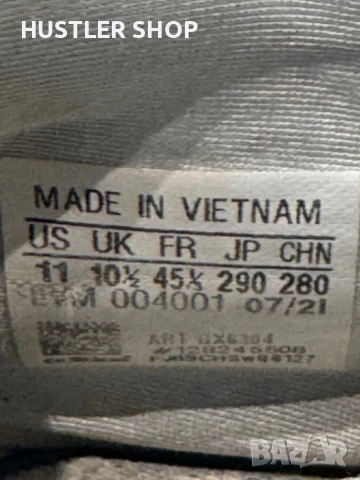 HUSTLER SHOP
MADE IN VIETNAM
US UK FR JP CHN
11 10½ 45⅓ 290 280
004001 07/21
ART GX6304
BAZAR